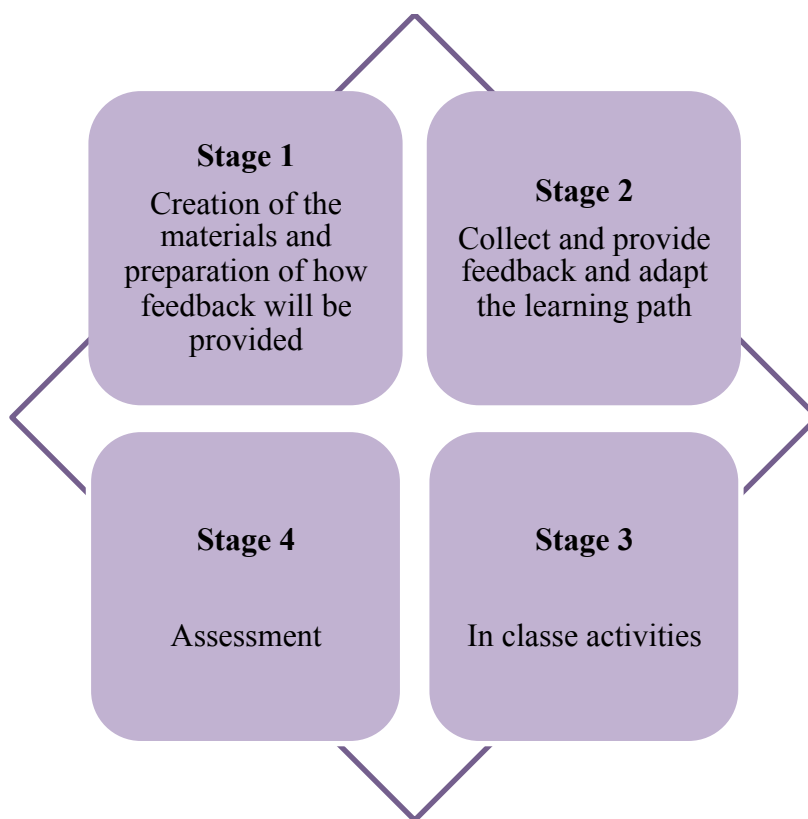 Stage 1
Creation of the
materials and
preparation of how
feedback will be
provided
Stage 2
Collect and provide
feedback and adapt
the learning path
Stage 4
Assessment
Stage 3
In classe activities